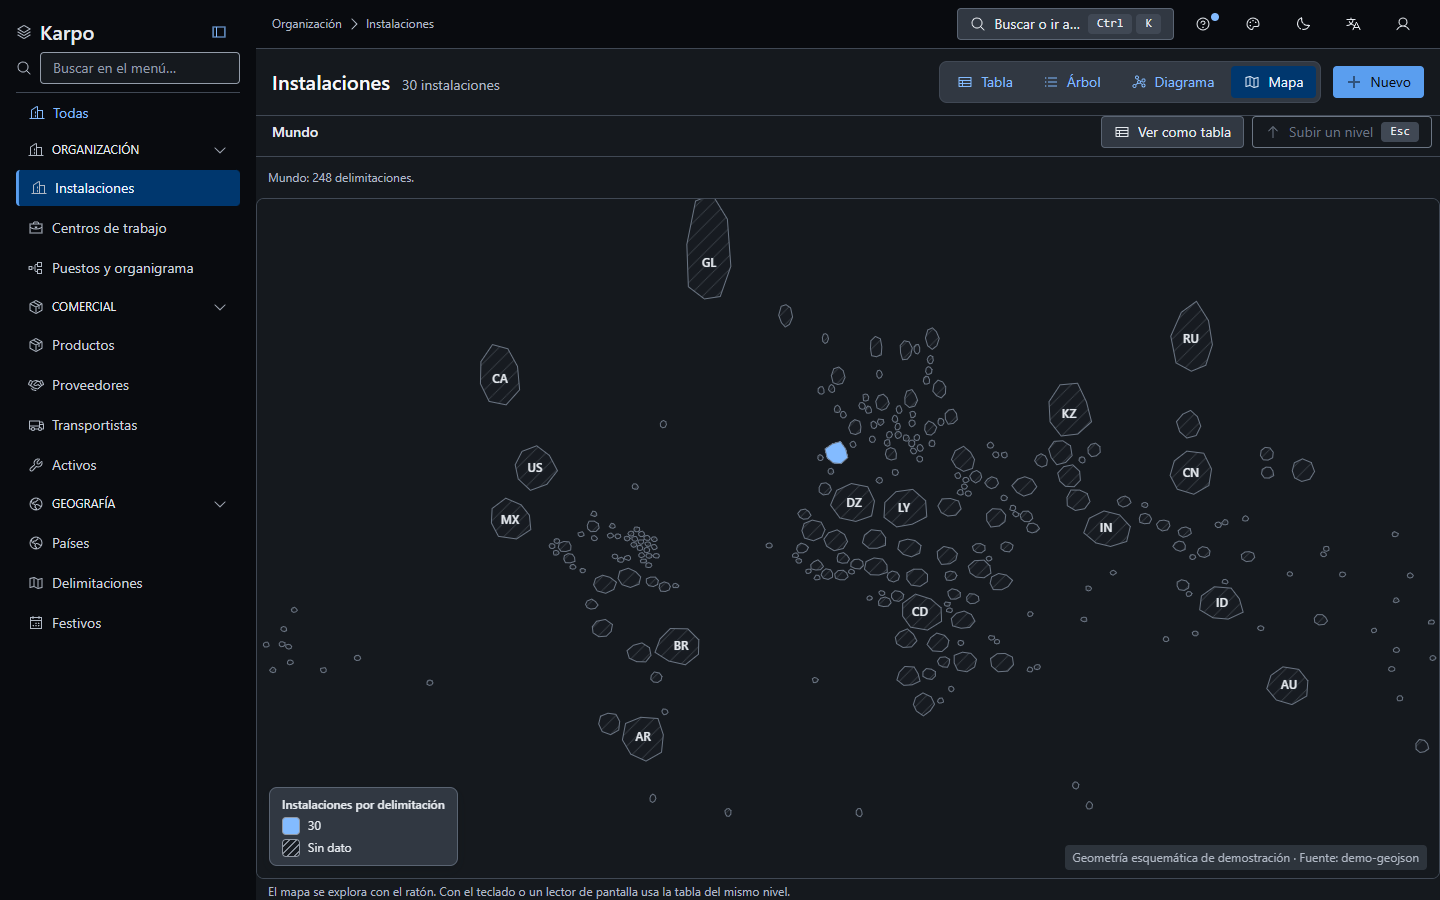 Karpo
Buscar en el menú...
Todas
ORGANIZACIÓN
Instalaciones
Centros de trabajo
Puestos y organigrama
COMERCIAL
Productos
Proveedores
Transportistas
Activos
GEOGRAFÍA
Países
Delimitaciones
Festivos
Organización > Instalaciones
Buscar o ir a... Ctrl K
Instalaciones 30 instalaciones
Tabla Árbol Diagrama Mapa Nuevo
Mundo
Ver como tabla Subir un nivel Esc
Mundo: 248 delimitaciones.
GL
RU
CA
KZ
US
CN
DZ
LY
MX
IN
ID
CD
BR
AU
AR
Instalaciones por delimitación
30
Sin dato
Geometría esquemática de demostración · Fuente: demo-geojson
El mapa se explora con el ratón. Con el teclado o un lector de pantalla usa la tabla del mismo nivel.